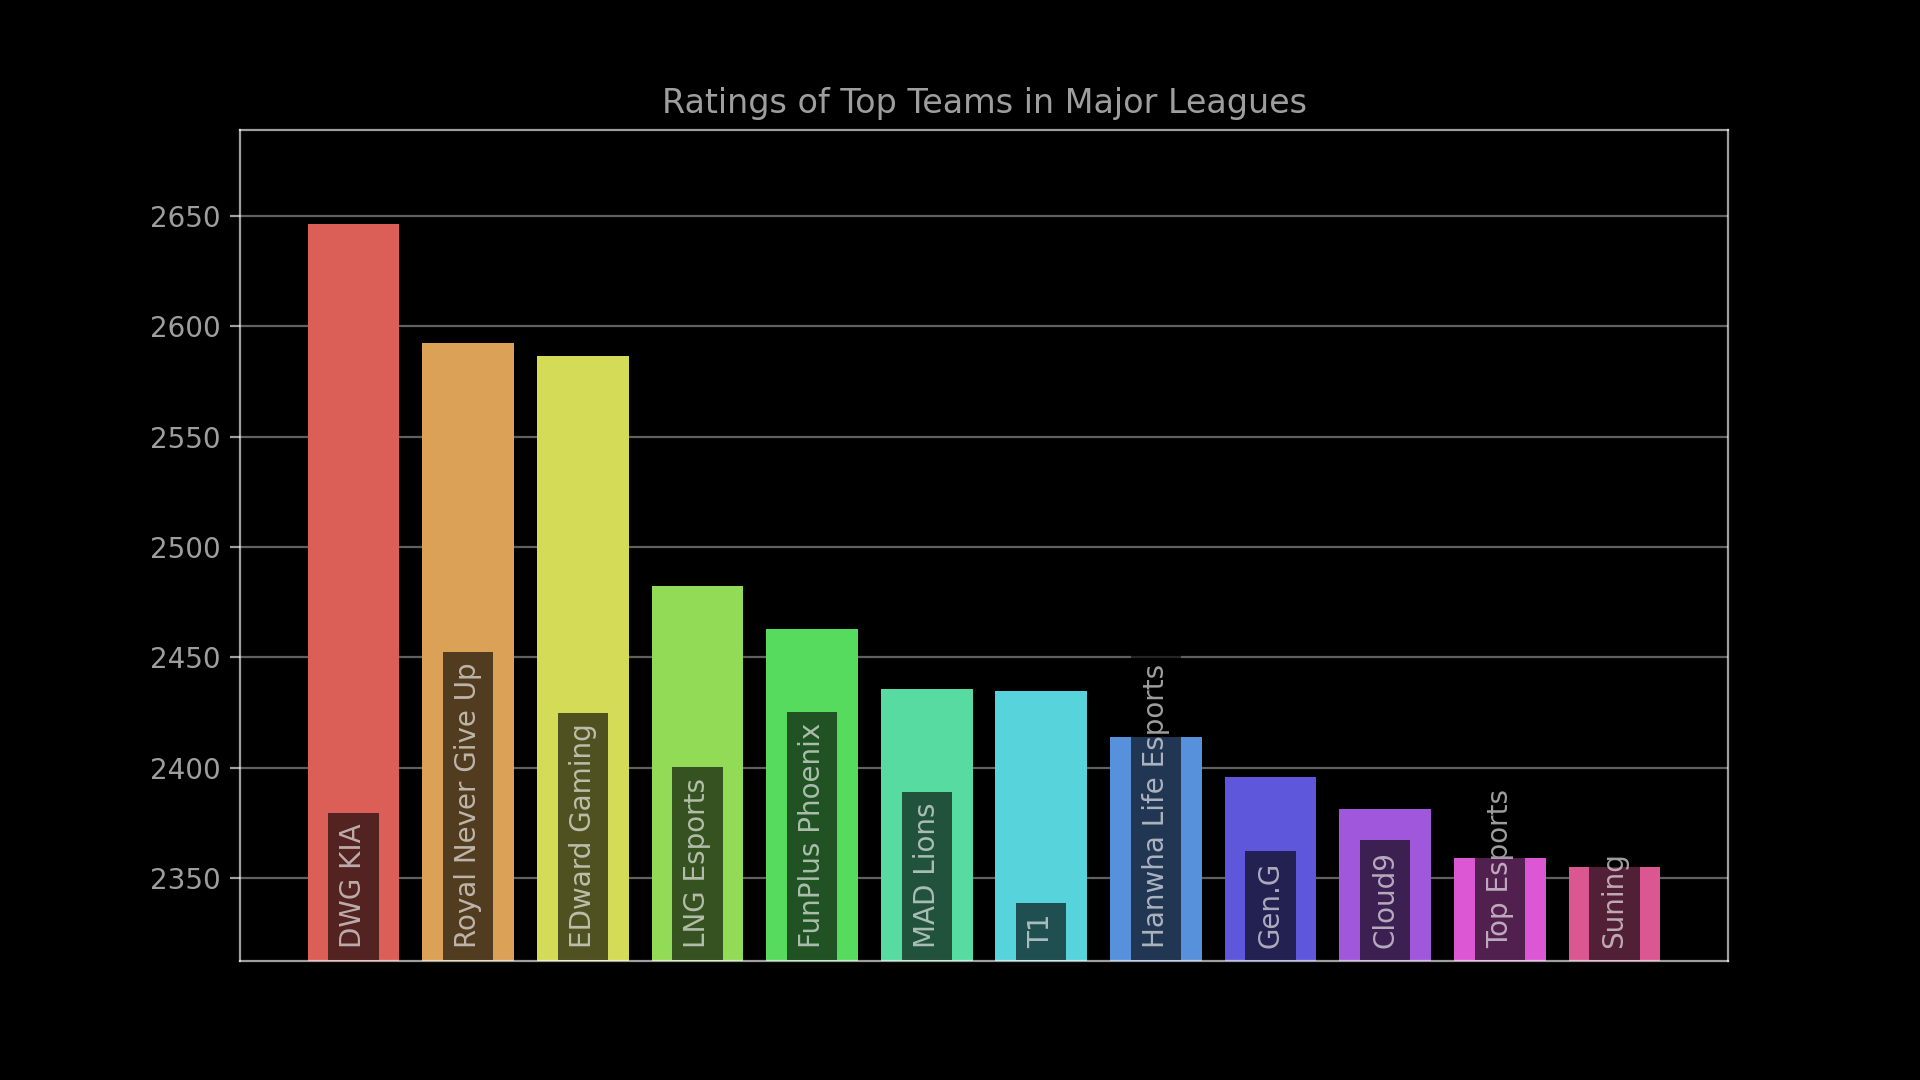 Ratings of Top Teams in Major Leagues
2650
2600
2550
2500
2450
2400
2350
DWG KIA
Royal Never Give Up
EDward Gaming
LNG Esports
FunPlus Phoenix
MAD Lions
T1
Hanwha Life Esports
Gen.G
Cloud9
Top Esports
Suning